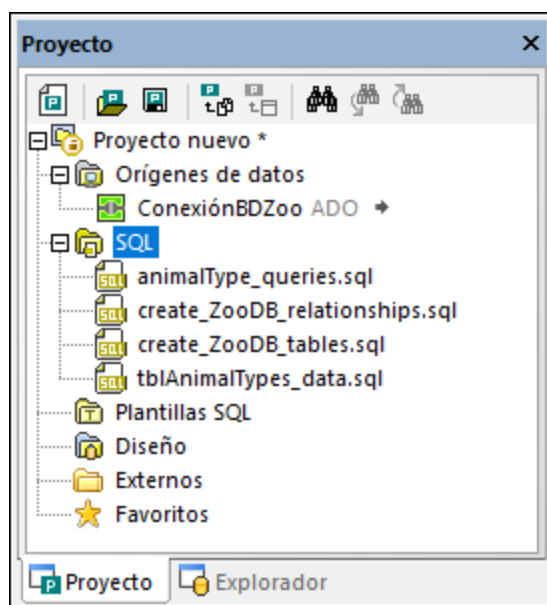 Proyecto
Proyecto nuevo *
Orígenes de datos
ConexiónBDZoo ADO
SQL
animalType_queries.sql
create_ZooDB_relationships.sql
create_ZooDB_tables.sql
tblAnimalTypes_data.sql
Plantillas SQL
Diseño
Externos
Favoritos
Proyecto Explorador